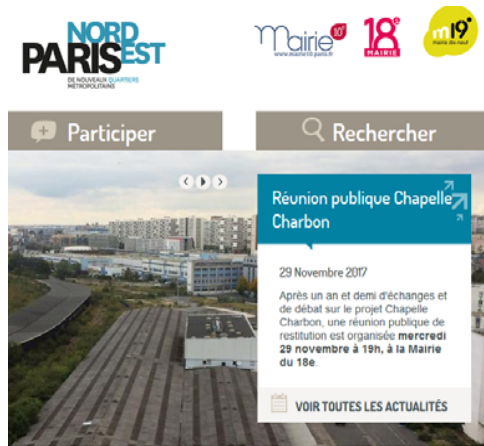 NORD
PARIS EST
DE NOUVEAUX QUARTIERS
MÉTROPOLITAINS
Mairie 10e
www.mairie10.paris.fr
18e
MAIRIE
m19e
mairie du neuf
Participer
Rechercher
Réunion publique Chapelle
Charbon
29 Novembre 2017
Après un an et demi d'échanges et
de débat sur le projet Chapelle
Charbon, une réunion publique de
restitution est organisée mercredi
29 novembre à 19h, à la Mairie
du 18e.
VOIR TOUTES LES ACTUALITÉS